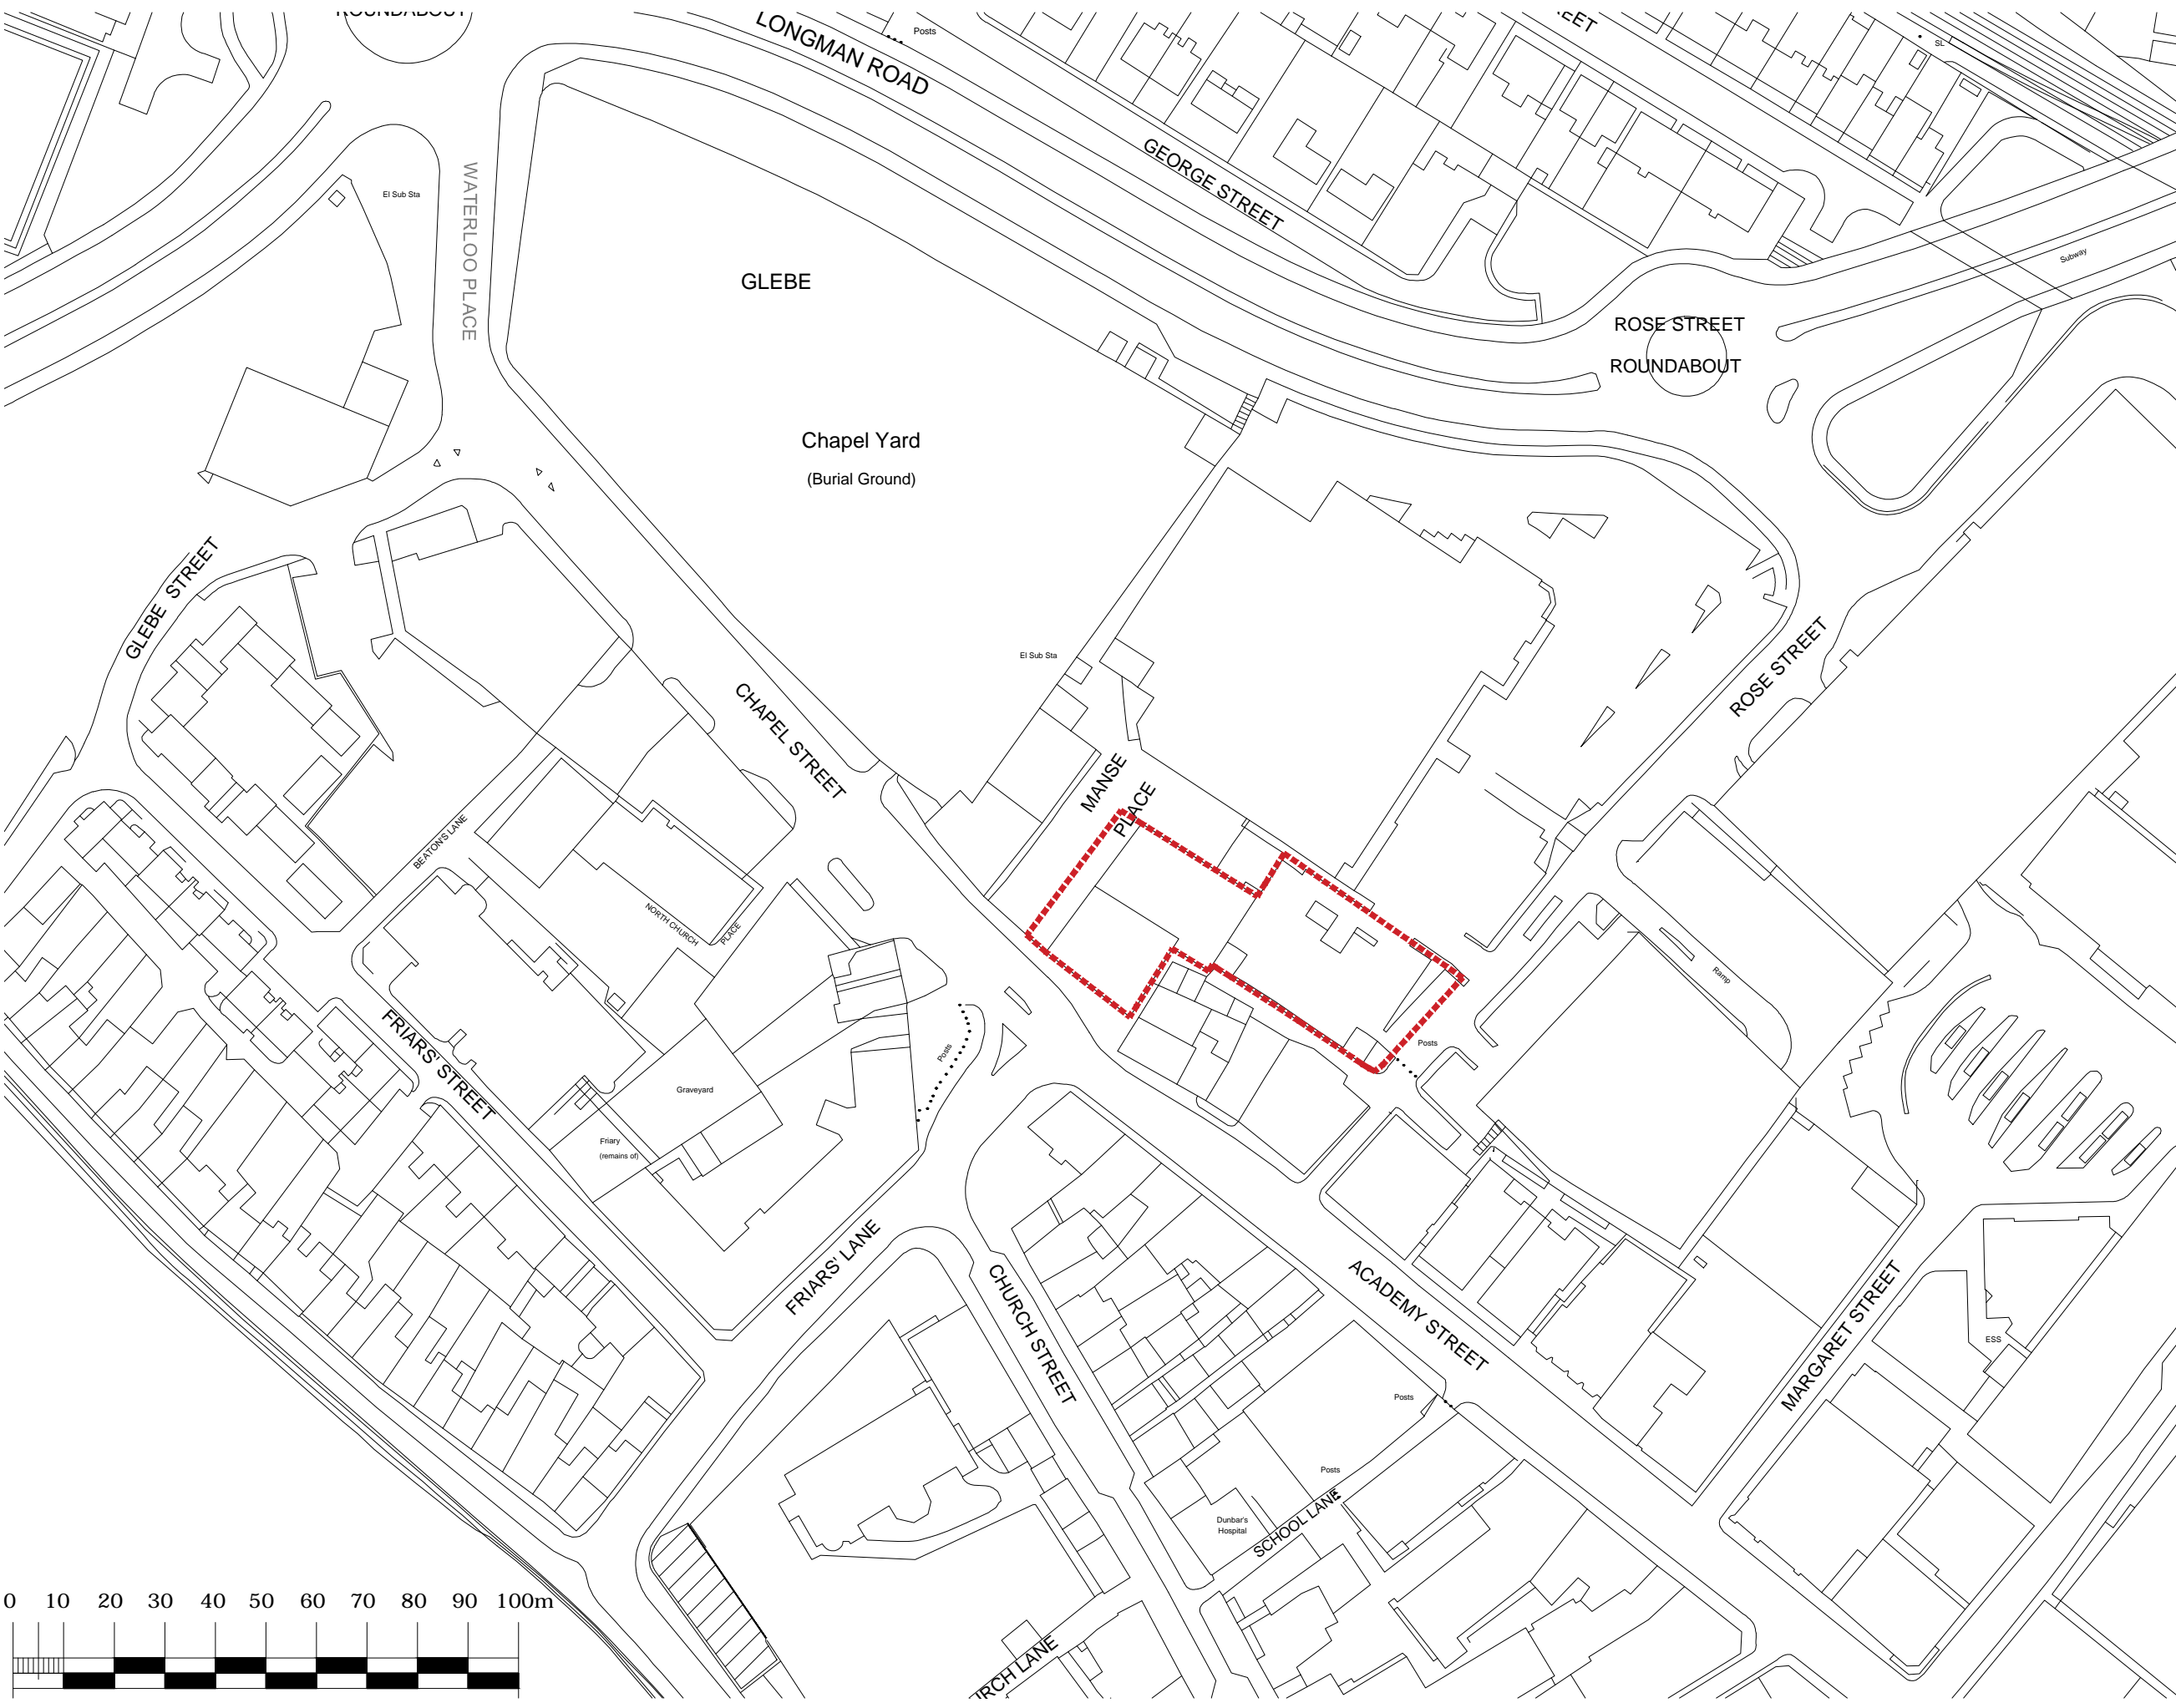 ROUNDABOUT
LONGMAN ROAD
Posts
SL
El Sub Sta
WATERLOO PLACE
GEORGE STREET
Subway
GLEBE
ROSE STREET
ROUNDABOUT
Chapel Yard
(Burial Ground)
GLEBE STREET
El Sub Sta
ROSE STREET
CHAPEL STREET
MANSE
PLACE
BEATON'S LANE
NORTH CHURCH
PLACE
Ramp
FRIARS' STREET
Posts
Posts
Graveyard
Friary
(remains of)
FRIARS' LANE
CHURCH STREET
ACADEMY STREET
MARGARET STREET
ESS
Posts
Posts
Dunbar's
Hospital
SCHOOL LANE
0 10 20 30 40 50 60 70 80 90 100m